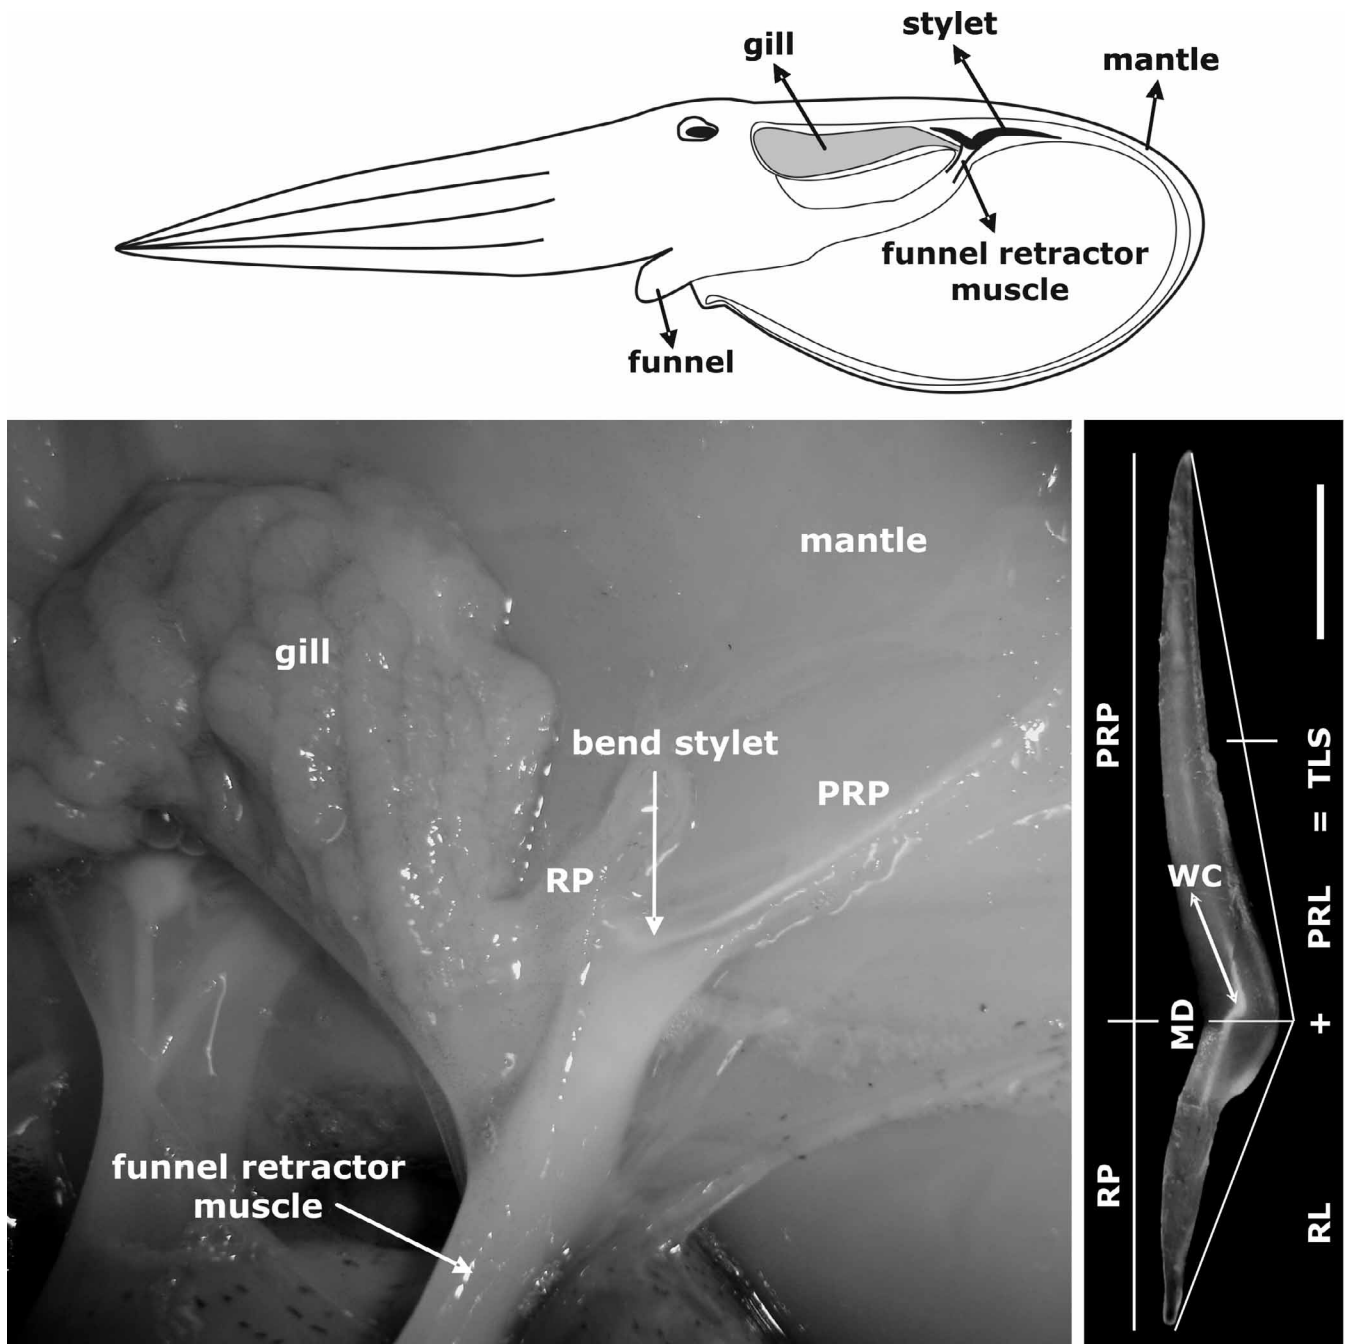 stylet
gill
mantle
funnel retractor
muscle
funnel
mantle
gill
bend stylet
PRP
RP
funnel retractor
muscle
PRP
WC
MD
RP
RL + PRL = TLS